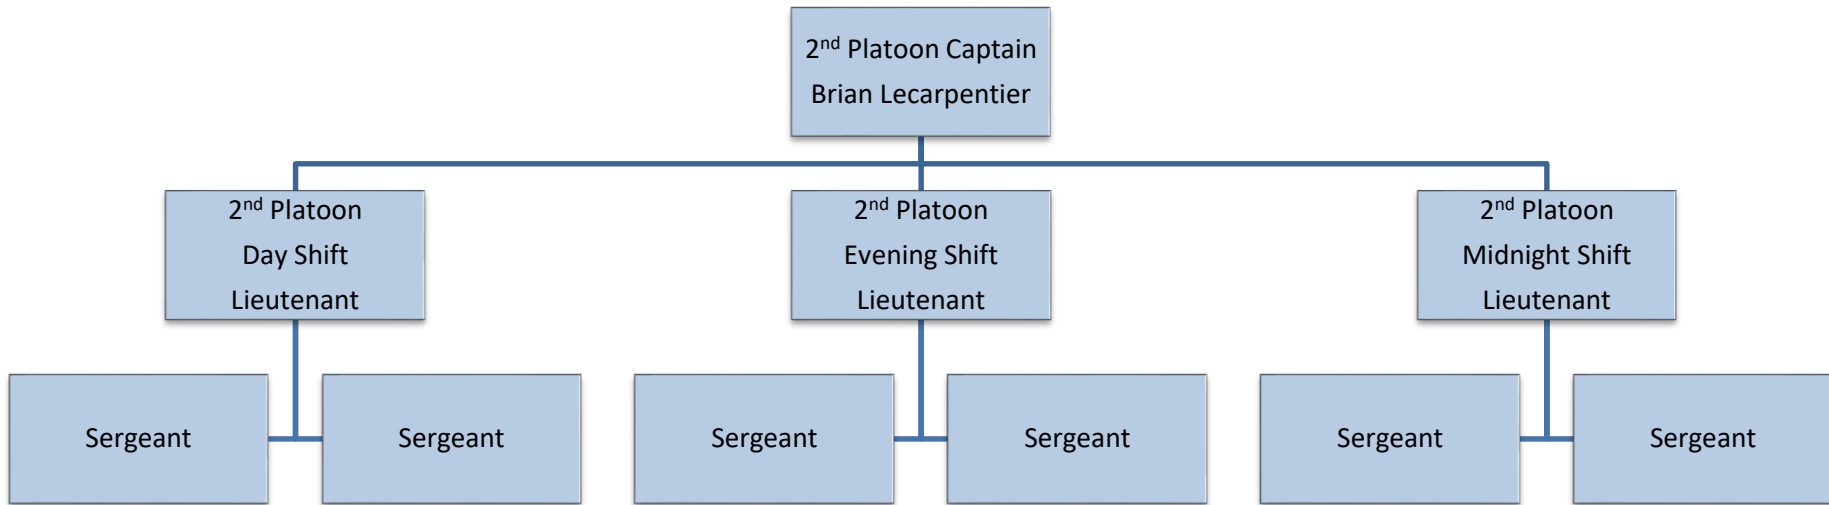 2nd Platoon Captain
Brian Lecarpentier
2nd Platoon
Day Shift
Lieutenant
2nd Platoon
Evening Shift
Lieutenant
2nd Platoon
Midnight Shift
Lieutenant
Sergeant
Sergeant
Sergeant
Sergeant
Sergeant
Sergeant